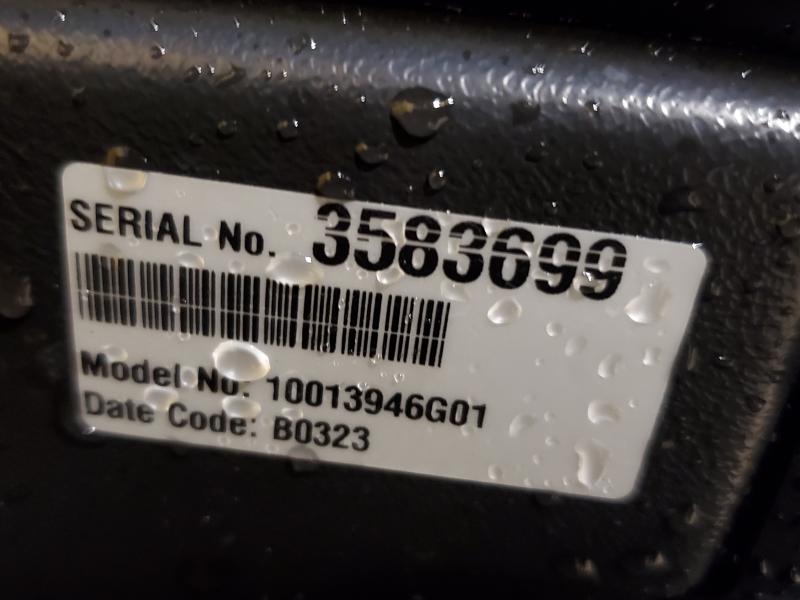 SERIAL No. 3583699
Model No: 10013946G01
Date Code: B0323